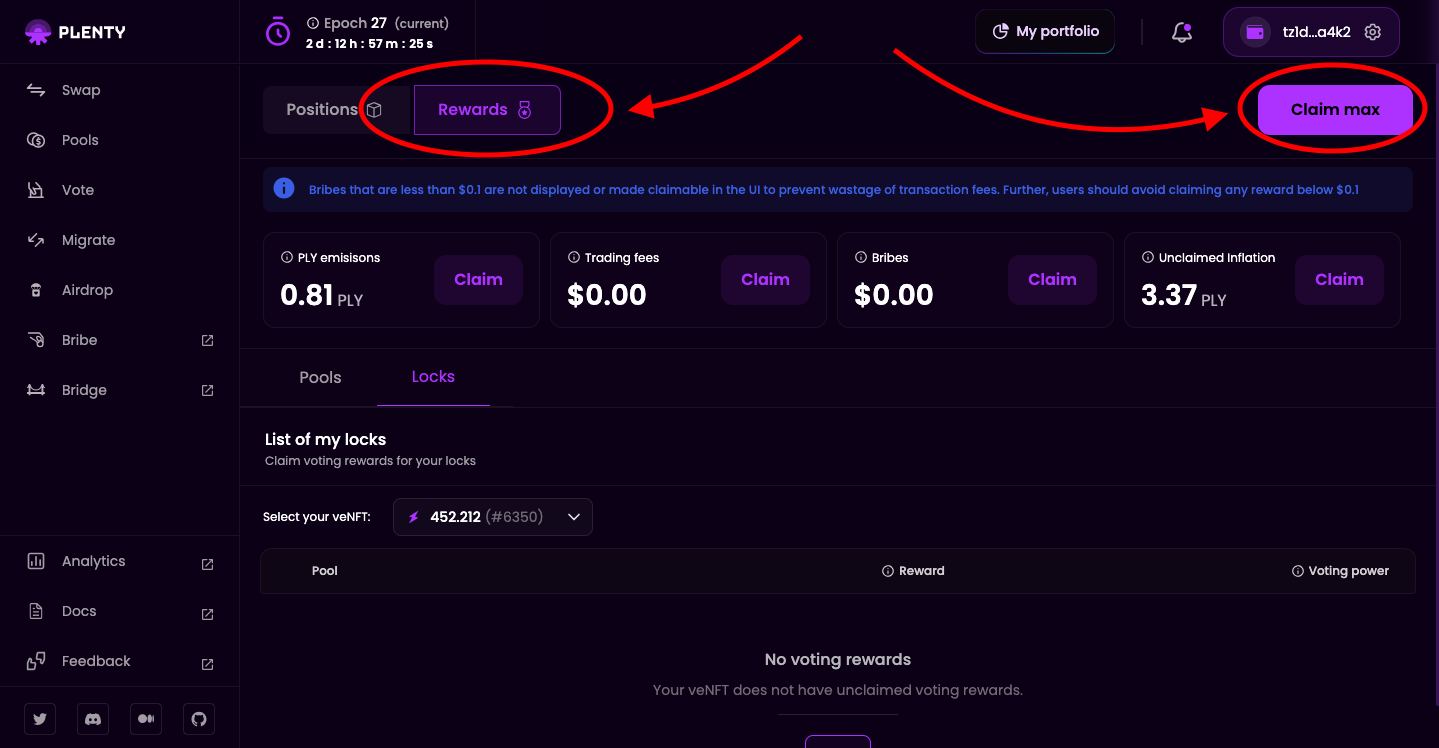 PLENTY
Epoch 27 (current)
2 d : 12 h : 57 m : 25 s
My portfolio
tz1d...a4k2
Swap
Pools
Vote
Migrate
Airdrop
Bribe
Bridge
Analytics
Docs
Feedback
Positions
Rewards
Claim max
Bribes that are less than $0.1 are not displayed or made claimable in the UI to prevent wastage of transaction fees. Further, users should avoid claiming any reward below $0.1
PLY emisisons
0.81 PLY
Claim
Trading fees
$0.00
Claim
Bribes
$0.00
Claim
Unclaimed Inflation
3.37 PLY
Claim
Pools
Locks
List of my locks
Claim voting rewards for your locks
Select your veNFT:
452.212 (#6350)
Pool
Reward
Voting power
No voting rewards
Your veNFT does not have unclaimed voting rewards.